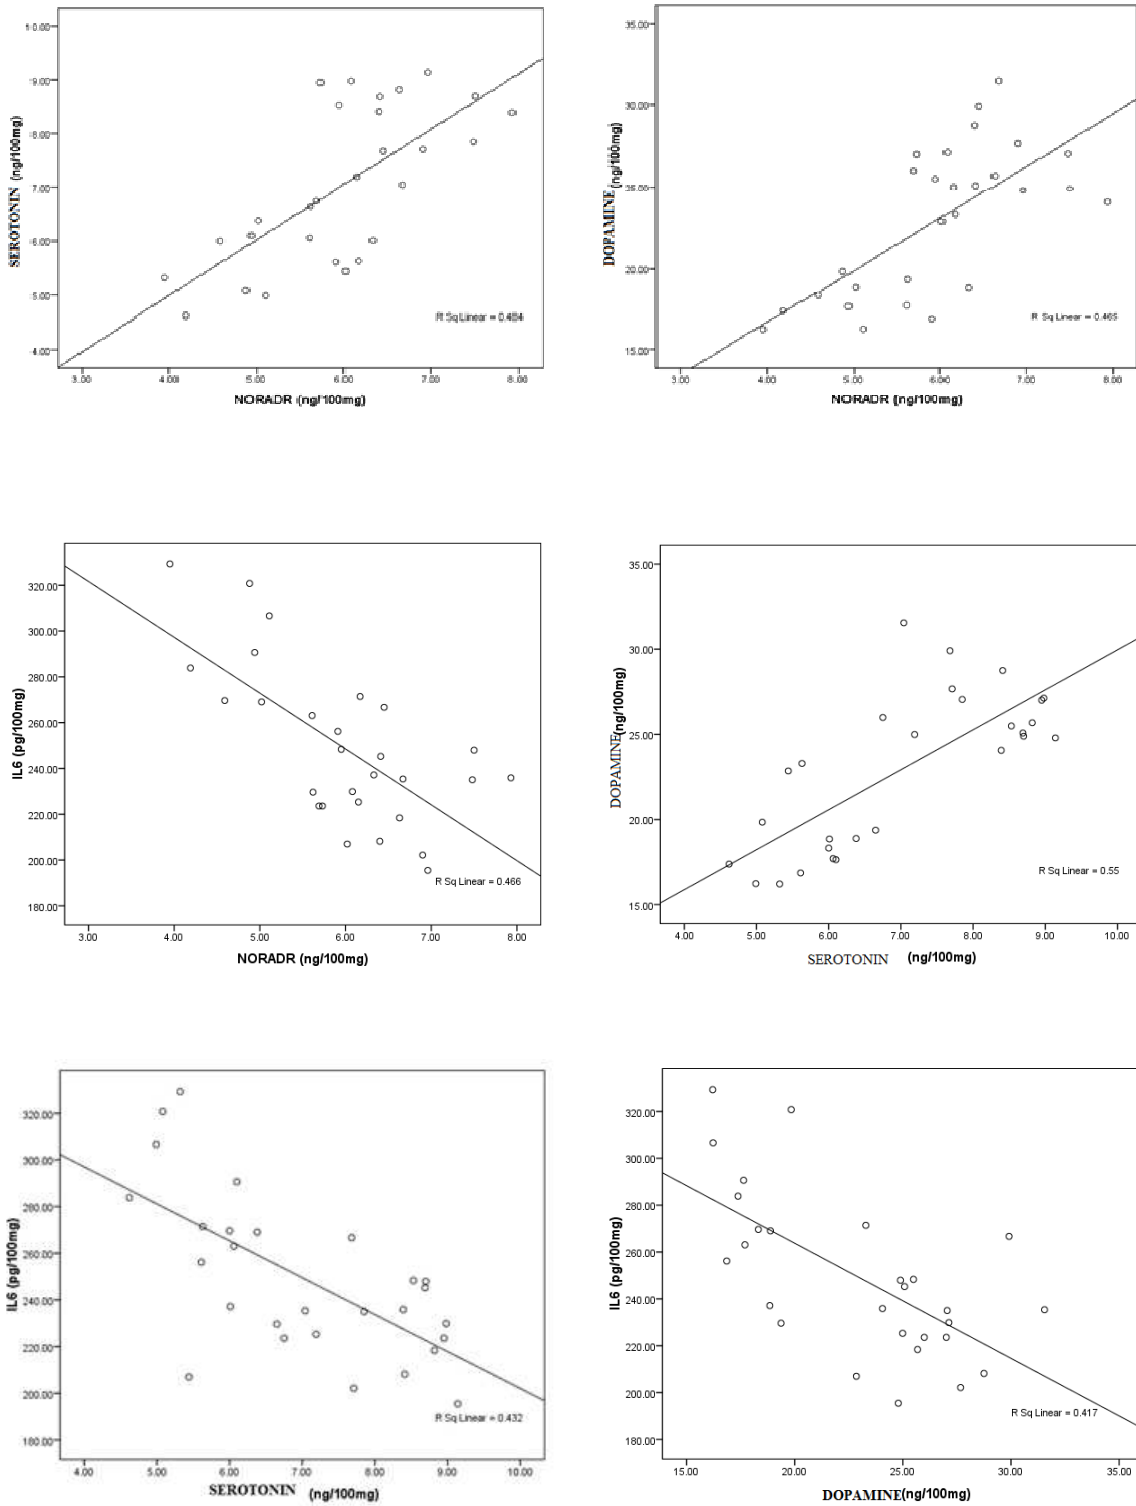 10.00
9.00
8.00
7.00
6.00
5.00
4.00
SEROTONIN (ng/100mg)
R Sq Linear = 0.484
3.00 4.00 5.00 6.00 7.00 8.00
NORADR (ng/100mg)
35.00
30.00
25.00
20.00
15.00
DOPAMINE (ng/100mg)
R Sq Linear = 0.465
3.00 4.00 5.00 6.00 7.00 8.00
NORADR (ng/100mg)
320.00
300.00
280.00
260.00
240.00
220.00
200.00
180.00
IL6 (pg/100mg)
R Sq Linear = 0.466
3.00 4.00 5.00 6.00 7.00 8.00
NORADR (ng/100mg)
35.00
30.00
25.00
20.00
15.00
DOPAMINE (ng/100mg)
R Sq Linear = 0.55
4.00 5.00 6.00 7.00 8.00 9.00 10.00
SEROTONIN (ng/100mg)
320.00
300.00
280.00
260.00
240.00
220.00
200.00
180.00
IL6 (pg/100mg)
R Sq Linear = 0.432
4.00 5.00 6.00 7.00 8.00 9.00 10.00
SEROTONIN (ng/100mg)
320.00
300.00
280.00
260.00
240.00
220.00
200.00
180.00
IL6 (pg/100mg)
R Sq Linear = 0.417
15.00 20.00 25.00 30.00 35.00
DOPAMINE (ng/100mg)